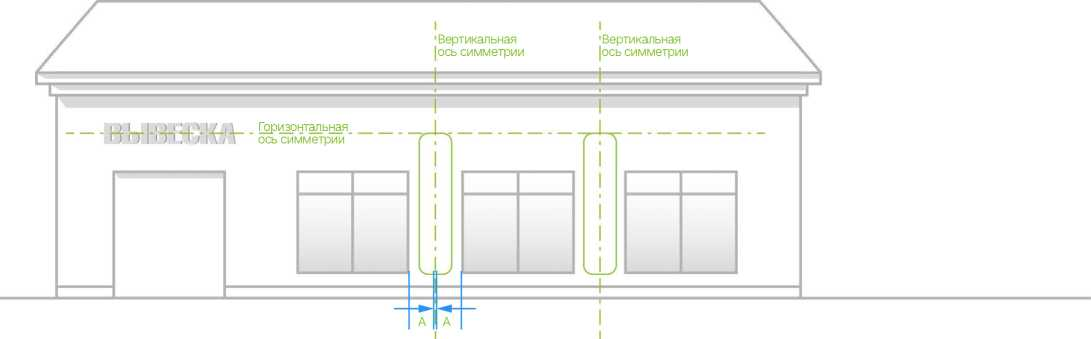 Вертикальная
ось симметрии
Вертикальная
ось симметрии
ВЫВЕСКА
Горизонтальная
ось симметрии
А А